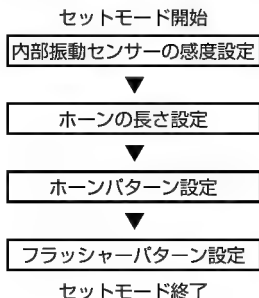 セットモード開始
内部振動センサーの感度設定
▼
ホーンの長さ設定
▼
ホーンパターン設定
▼
フラッシャーパターン設定
セットモード終了